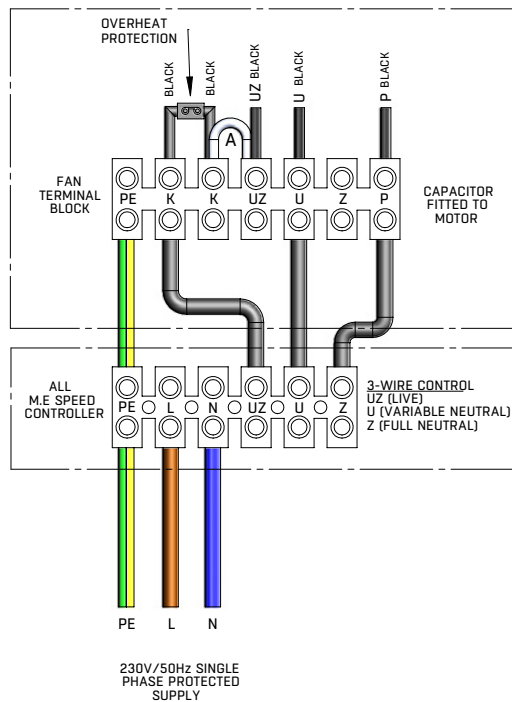 OVERHEAT
PROTECTION
BLACK
BLACK
UZ BLACK
U BLACK
P BLACK
A
FAN
TERMINAL
BLOCK
PE K K UZ U Z P
CAPACITOR
FITTED TO
MOTOR
ALL
M.E SPEED
CONTROLLER
PE L N UZ U Z
3-WIRE CONTROL
UZ (LIVE)
U (VARIABLE NEUTRAL)
Z (FULL NEUTRAL)
PE L N
230V/50Hz SINGLE
PHASE PROTECTED
SUPPLY